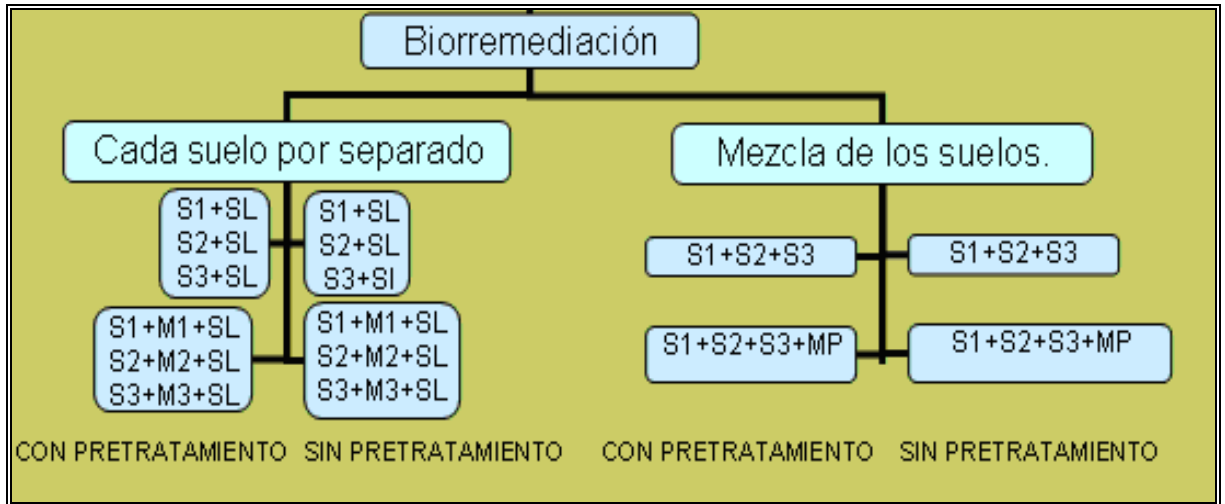 Biorremediación
Cada suelo por separado
S1+SL
S2+SL
S3+SL
S1+SL
S2+SL
S3+Sl
S1+M1+SL
S2+M2+SL
S3+M3+SL
S1+M1+SL
S2+M2+SL
S3+M3+SL
CON PRETRATAMIENTO SIN PRETRATAMIENTO
Mezcla de los suelos.
S1+S2+S3
S1+S2+S3
S1+S2+S3+MP
S1+S2+S3+MP
CON PRETRATAMIENTO SIN PRETRATAMIENTO